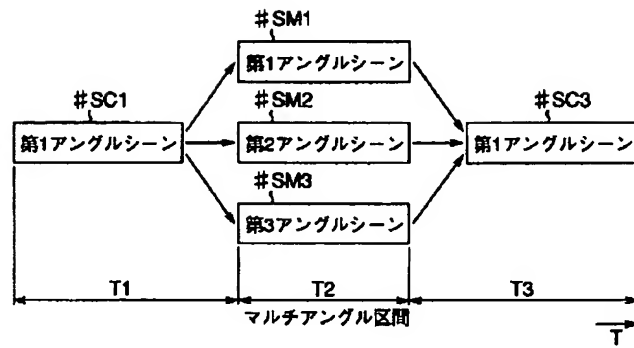 #SM1
第1アングルシーン
#SC1
第1アングルシーン
#SM2
第2アングルシーン
#SC3
第1アングルシーン
#SM3
第3アングルシーン
T1
T2
T3
マルチアングル区間
T